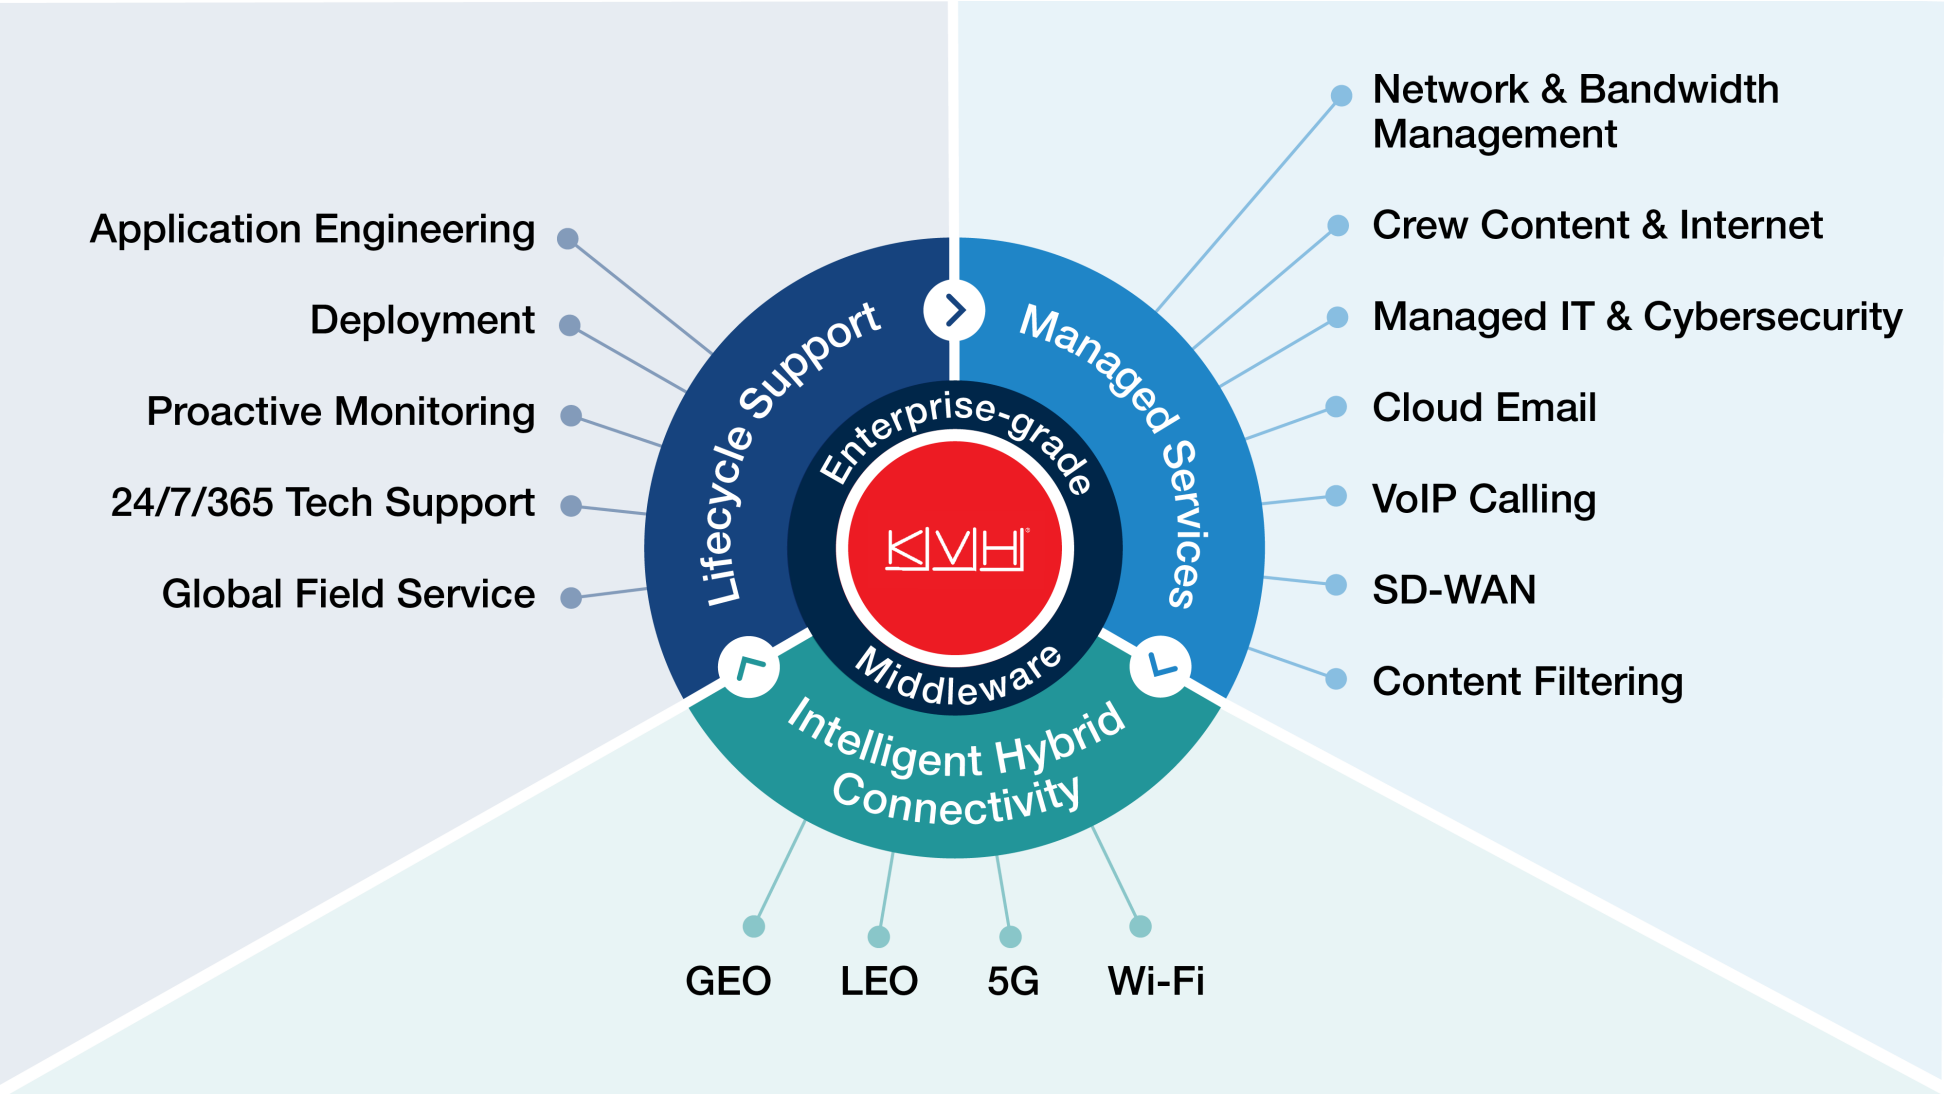 Application Engineering
Deployment
Proactive Monitoring
24/7/365 Tech Support
Global Field Service
Lifecycle Support
Enterprise-grade
KVH®
Middleware
Managed Services
Network & Bandwidth
Management
Crew Content & Internet
Managed IT & Cybersecurity
Cloud Email
VoIP Calling
SD-WAN
Content Filtering
Intelligent Hybrid
Connectivity
GEO
LEO
5G
Wi-Fi